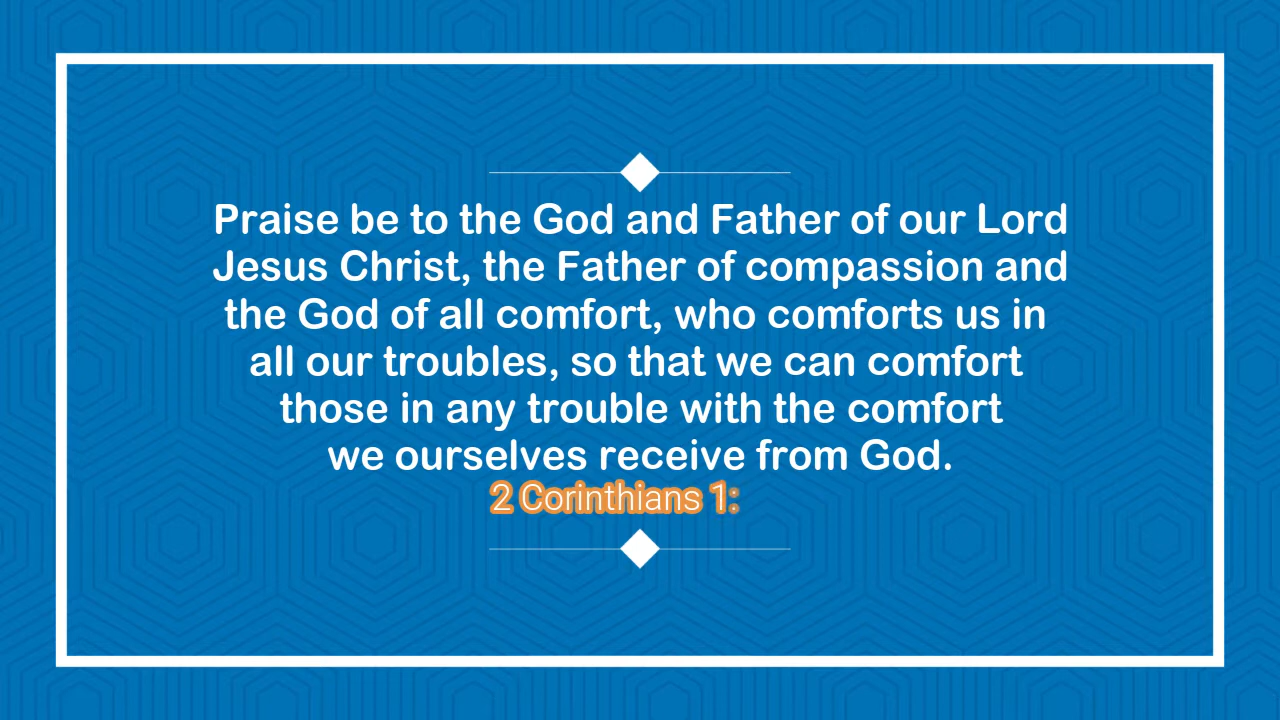 Praise be to the God and Father of our Lord
Jesus Christ, the Father of compassion and
the God of all comfort, who comforts us in
all our troubles, so that we can comfort
those in any trouble with the comfort
we ourselves receive from God.
2 Corinthians 1: